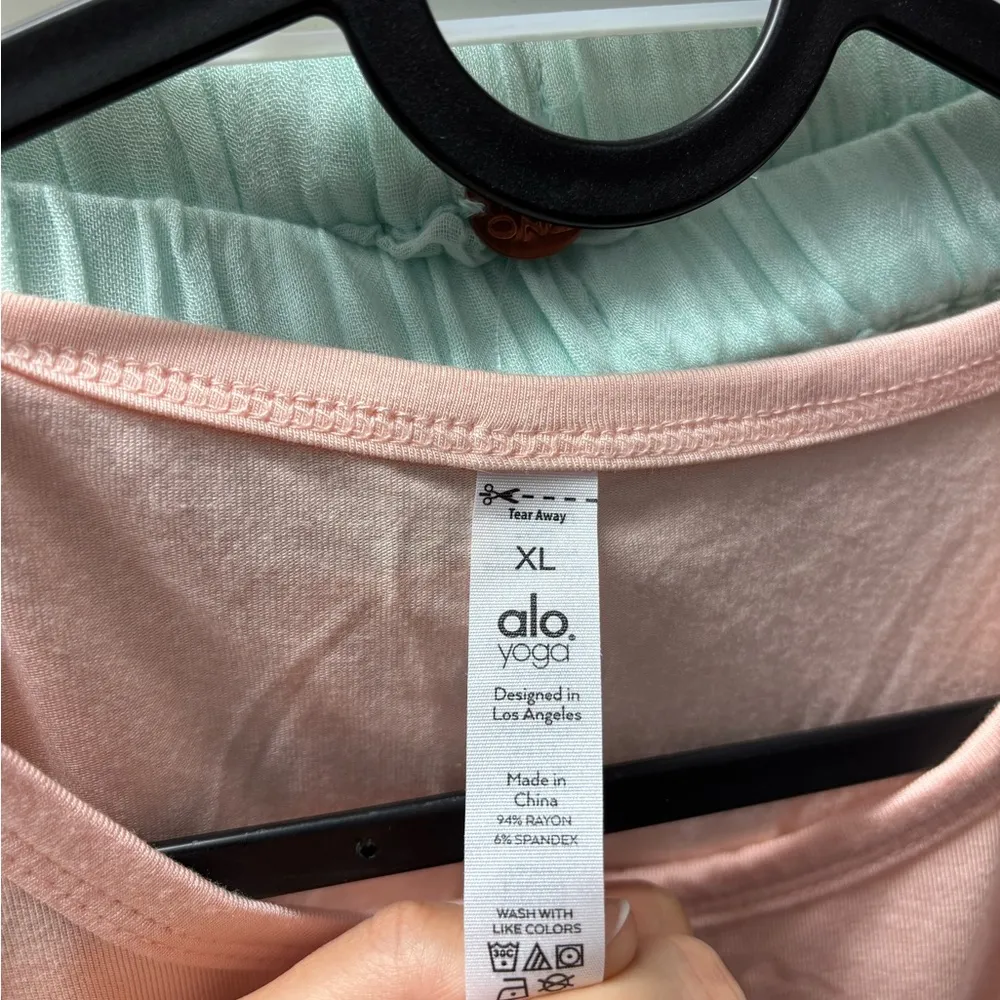 Tear Away
XL
alo.
yoga
Designed in
Los Angeles
Made in
China
94% RAYON
6% SPANDEX
WASH WITH
LIKE COLORS
30C